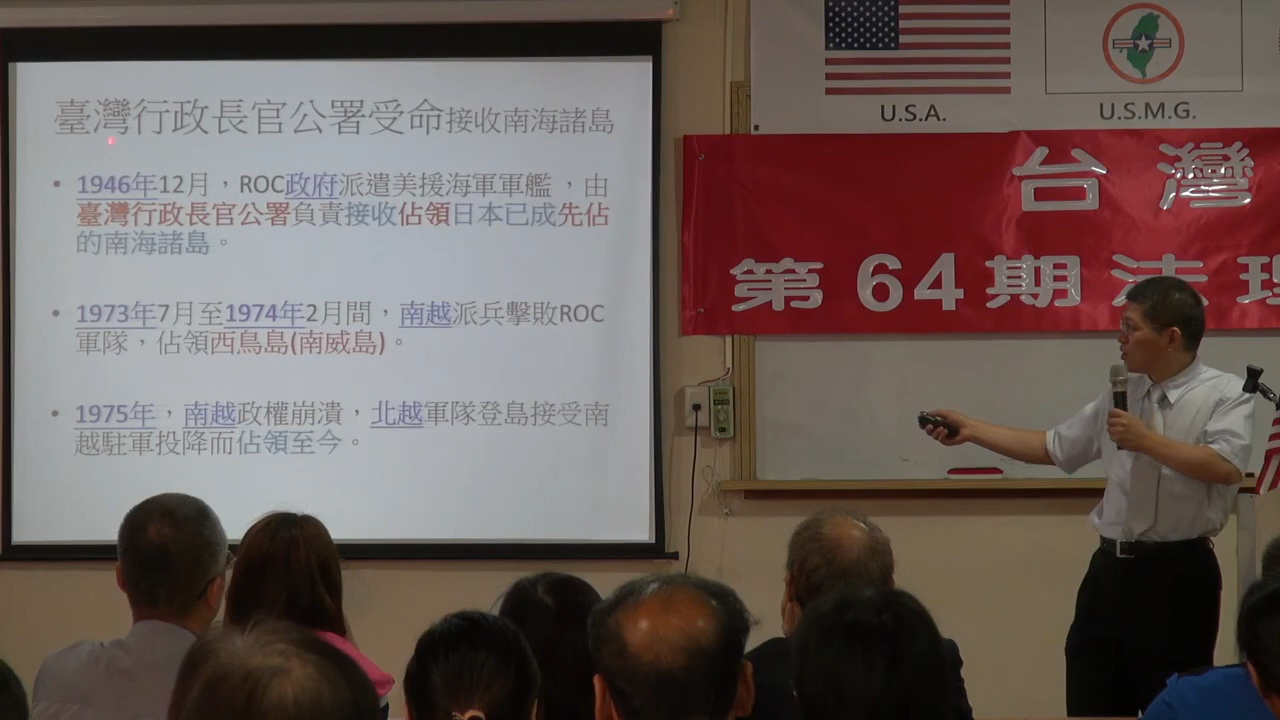 臺灣行政長官公署受命接收南海諸島
• 1946年12月，ROC政府派遣美援海軍軍艦，由
臺灣行政長官公署負責接收佔領日本已成先佔
的南海諸島。
• 1973年7月至1974年2月間，南越派兵擊敗ROC
軍隊，佔領西鳥島(南威島)。
• 1975年，南越政權崩潰，北越軍隊登島接受南
越駐軍投降而佔領至今。
U.S.A.
U.S.M.G.
台灣
第64期法理